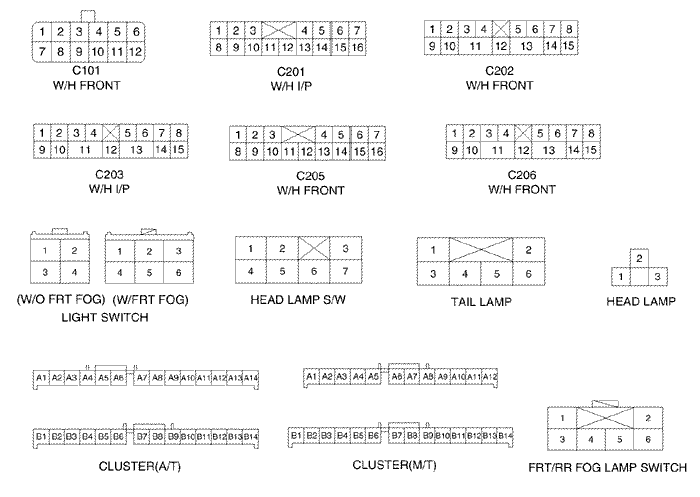 1 2 3 4 5 6
7 8 9 10 11 12
C101
W/H FRONT
1 2 3 4 5 6 7
8 9 10 11 12 13 14 15 16
C201
W/H I/P
1 2 3 4 5 6 7 8
9 10 11 12 13 14 15
C202
W/H FRONT
1 2 3 4 5 6 7 8
9 10 11 12 13 14 15
C203
W/H I/P
1 2 3 4 5 6 7
8 9 10 11 12 13 14 15 16
C205
W/H FRONT
1 2 3 4 5 6 7 8
9 10 11 12 13 14 15
C206
W/H FRONT
1 2
3 4
(W/O FRT FOG)
1 2 3
4 5 6
(W/FRT FOG)
LIGHT SWITCH
1 2 3
4 5 6 7
HEAD LAMP S/W
1 2
3 4 5 6
TAIL LAMP
2
1 3
HEAD LAMP
A1 A2 A3 A4 A5 A6 A7 A8 A9 A10 A11 A12 A13 A14
B1 B2 B3 B4 B5 B6 B7 B8 B9 B10 B11 B12 B13 B14
CLUSTER(A/T)
A1 A2 A3 A4 A5 A6 A7 A8 A9 A10 A11 A12
B1 B2 B3 B4 B5 B6 B7 B8 B9 B10 B11 B12 B13 B14
CLUSTER(M/T)
1 2
3 4 5 6
FRT/RR FOG LAMP SWITCH